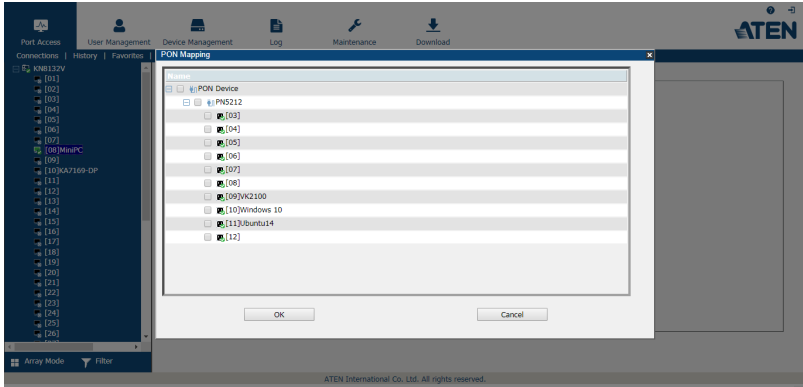 ATEN
Port Access
User Management
Device Management
Log
Maintenance
Download
Connections | History | Favorites |
KN8132V
[01]
[02]
[03]
[04]
[05]
[06]
[07]
[08]MiniPC
[09]
[10]KA7169-DP
[11]
[12]
[13]
[14]
[15]
[16]
[17]
[18]
[19]
[20]
[21]
[22]
[23]
[24]
[25]
[26]
Array Mode
Filter
PON Mapping
Name
PON Device
PN5212
[03]
[04]
[05]
[06]
[07]
[08]
[09]VK2100
[10]Windows 10
[11]Ubuntu14
[12]
OK
Cancel
ATEN International Co. Ltd. All rights reserved.